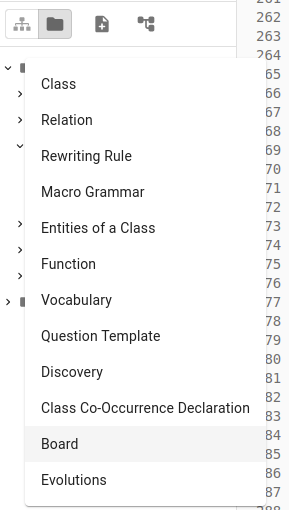 262
263
264
Class
65
66
Relation
67
68
Rewriting Rule
69
70
Macro Grammar
71
72
Entities of a Class
73
74
Function
75
76
Vocabulary
77
78
Question Template
79
80
Discovery
81
82
Class Co-Occurrence Declaration
83
84
Board
85
86
Evolutions
87